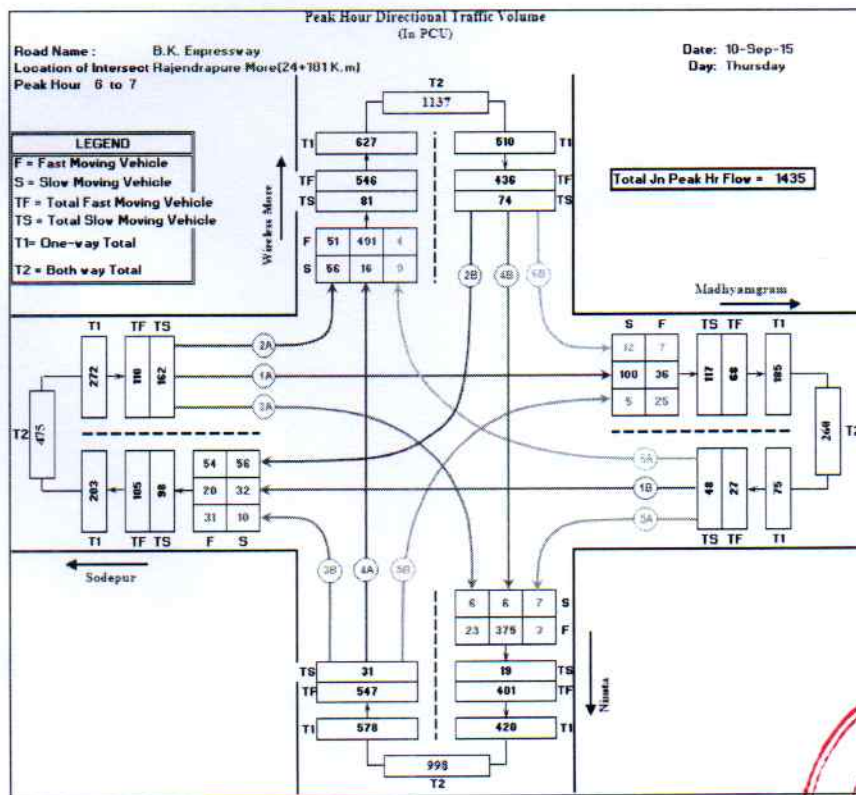 Peak Hour Directional Traffic Volume
(In PCU)
Road Name : B.K. Expressway
Date: 10-Sep-15
Location of Intersect Rajendrapure More(24+181 K.m)
Day: Thursday
Peak Hour 6 to 7
T2
1137
LEGEND
F = Fast Moving Vehicle
S = Slow Moving Vehicle
TF = Total Fast Moving Vehicle
TS = Total Slow Moving Vehicle
T1= One-way Total
T2 = Both way Total
Wireless More
T1 627 510 T1
TF 546 436 TF
TS 81 74 TS
Total Jn Peak Hr Flow = 1435
F 51 491 4
S 56 16 9
2B 4B 6B
Madhyamgram
T1 TF TS
S F TS TF T1
272 110 162
2A
1A
3A
12 7
100 36
5 25
117 68 185
T2 475
260 T2
203 105 98
54 56
20 32
31 10
6A
1B
5A
48 27 75
T1 TF TS F S
TS TF T1
Sodepur
3B 4A 5B
6 6 7 S
23 375 3 F
TS 31 19 TS
TF 547 401 TF
T1 578 420 T1
Nimta
998
T2